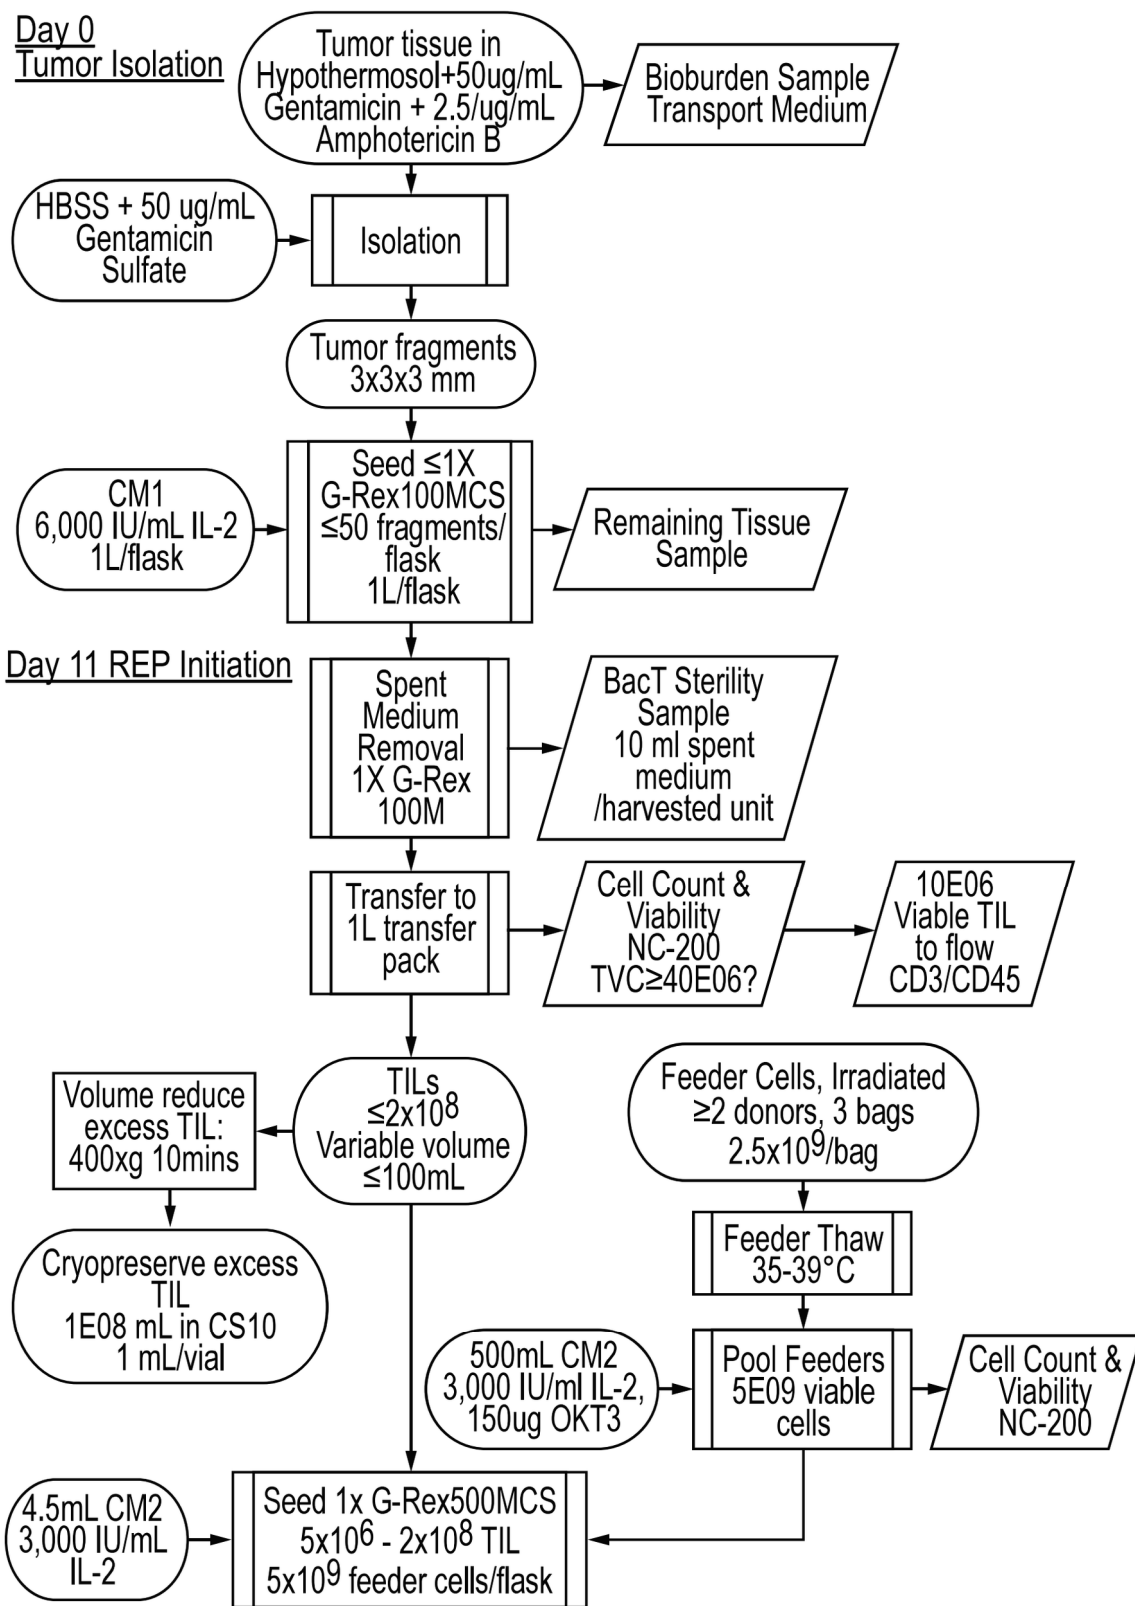 Day 0
Tumor Isolation
Tumor tissue in
Hypothermosol+50ug/mL
Gentamicin + 2.5/ug/mL
Amphotericin B
Bioburden Sample
Transport Medium
HBSS + 50 ug/mL
Gentamicin
Sulfate
Isolation
Tumor fragments
3x3x3 mm
CM1
6,000 IU/mL IL-2
1L/flask
Seed ≤1X
G-Rex100MCS
≤50 fragments/
flask
1L/flask
Remaining Tissue
Sample
Day 11 REP Initiation
Spent
Medium
Removal
1X G-Rex
100M
BacT Sterility
Sample
10 ml spent
medium
/harvested unit
Transfer to
1L transfer
pack
Cell Count &
Viability
NC-200
TVC≥40E06?
10E06
Viable TIL
to flow
CD3/CD45
Volume reduce
excess TIL:
400xg 10mins
TILs
≤2x10⁸
Variable volume
≤100mL
Feeder Cells, Irradiated
≥2 donors, 3 bags
2.5x10⁹/bag
Cryopreserve excess
TIL
1E08 mL in CS10
1 mL/vial
Feeder Thaw
35-39°C
500mL CM2
3,000 IU/ml IL-2,
150ug OKT3
Pool Feeders
5E09 viable
cells
Cell Count &
Viability
NC-200
4.5mL CM2
3,000 IU/mL
IL-2
Seed 1x G-Rex500MCS
5x10⁶ - 2x10⁸ TIL
5x10⁹ feeder cells/flask